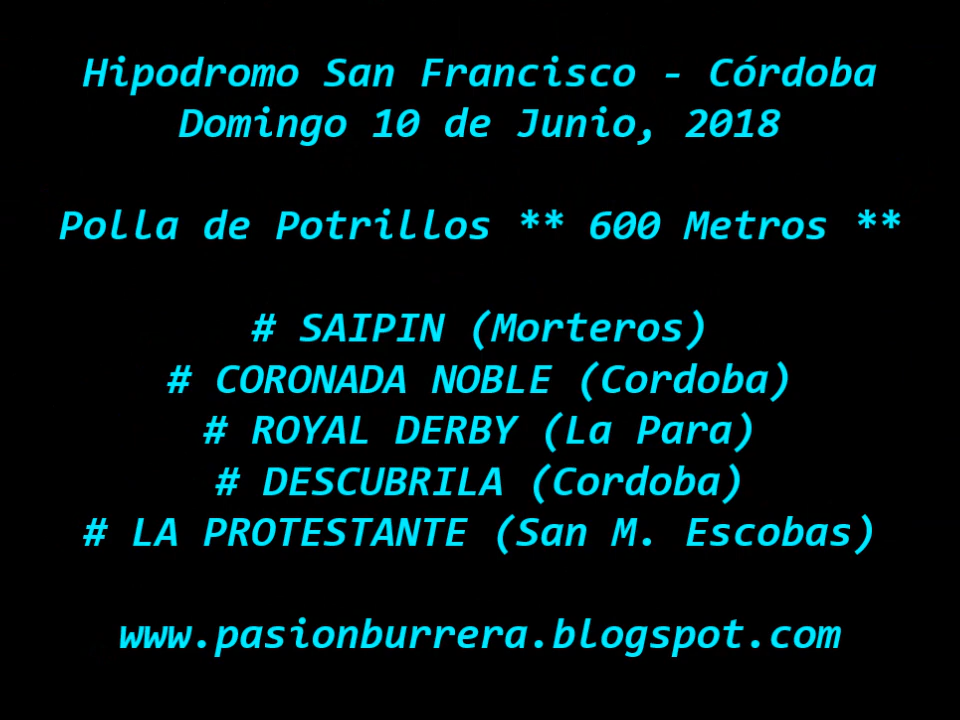 Hipodromo San Francisco - Córdoba
Domingo 10 de Junio, 2018
Polla de Potrillos ** 600 Metros **
# SAIPIN (Morteros)
# CORONADA NOBLE (Cordoba)
# ROYAL DERBY (La Para)
# DESCUBRILA (Cordoba)
# LA PROTESTANTE (San M. Escobas)
www.pasionburrera.blogspot.com